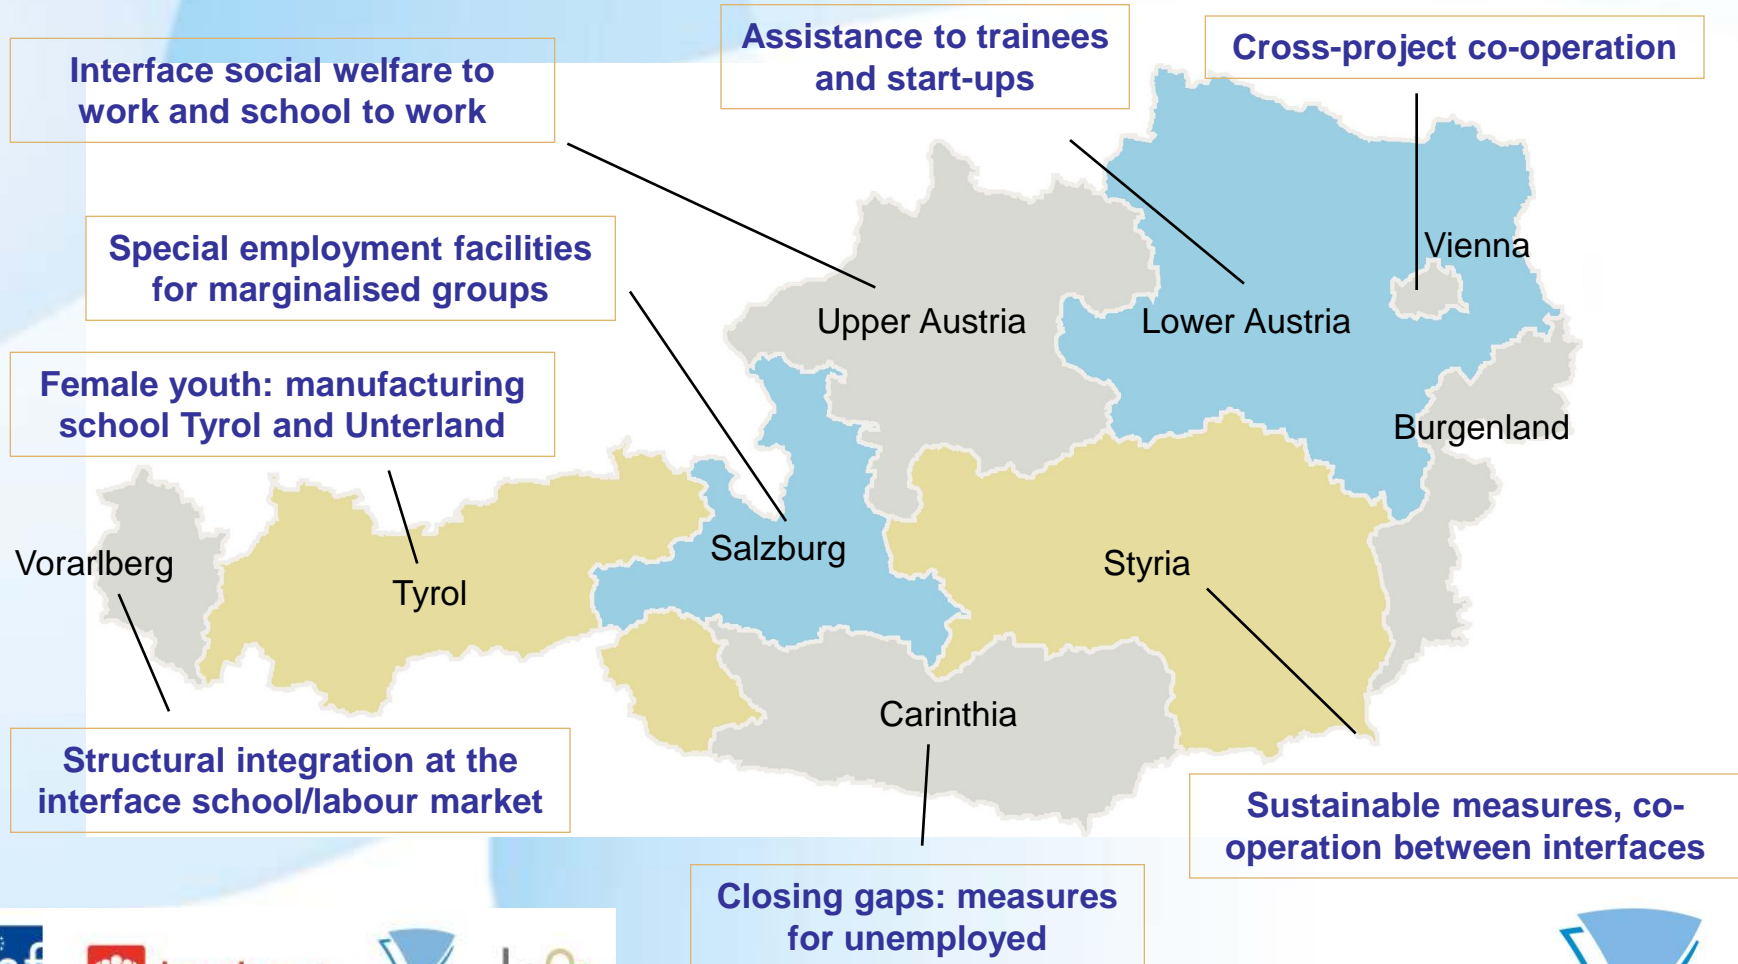 Assistance to trainees
and start-ups
Cross-project co-operation
Interface social welfare to
work and school to work
Special employment facilities
for marginalised groups
Vienna
Upper Austria
Lower Austria
Female youth: manufacturing
school Tyrol and Unterland
Burgenland
Vorarlberg
Salzburg
Styria
Tyrol
Carinthia
Structural integration at the
interface school/labour market
Sustainable measures, co-
operation between interfaces
Closing gaps: measures
for unemployed